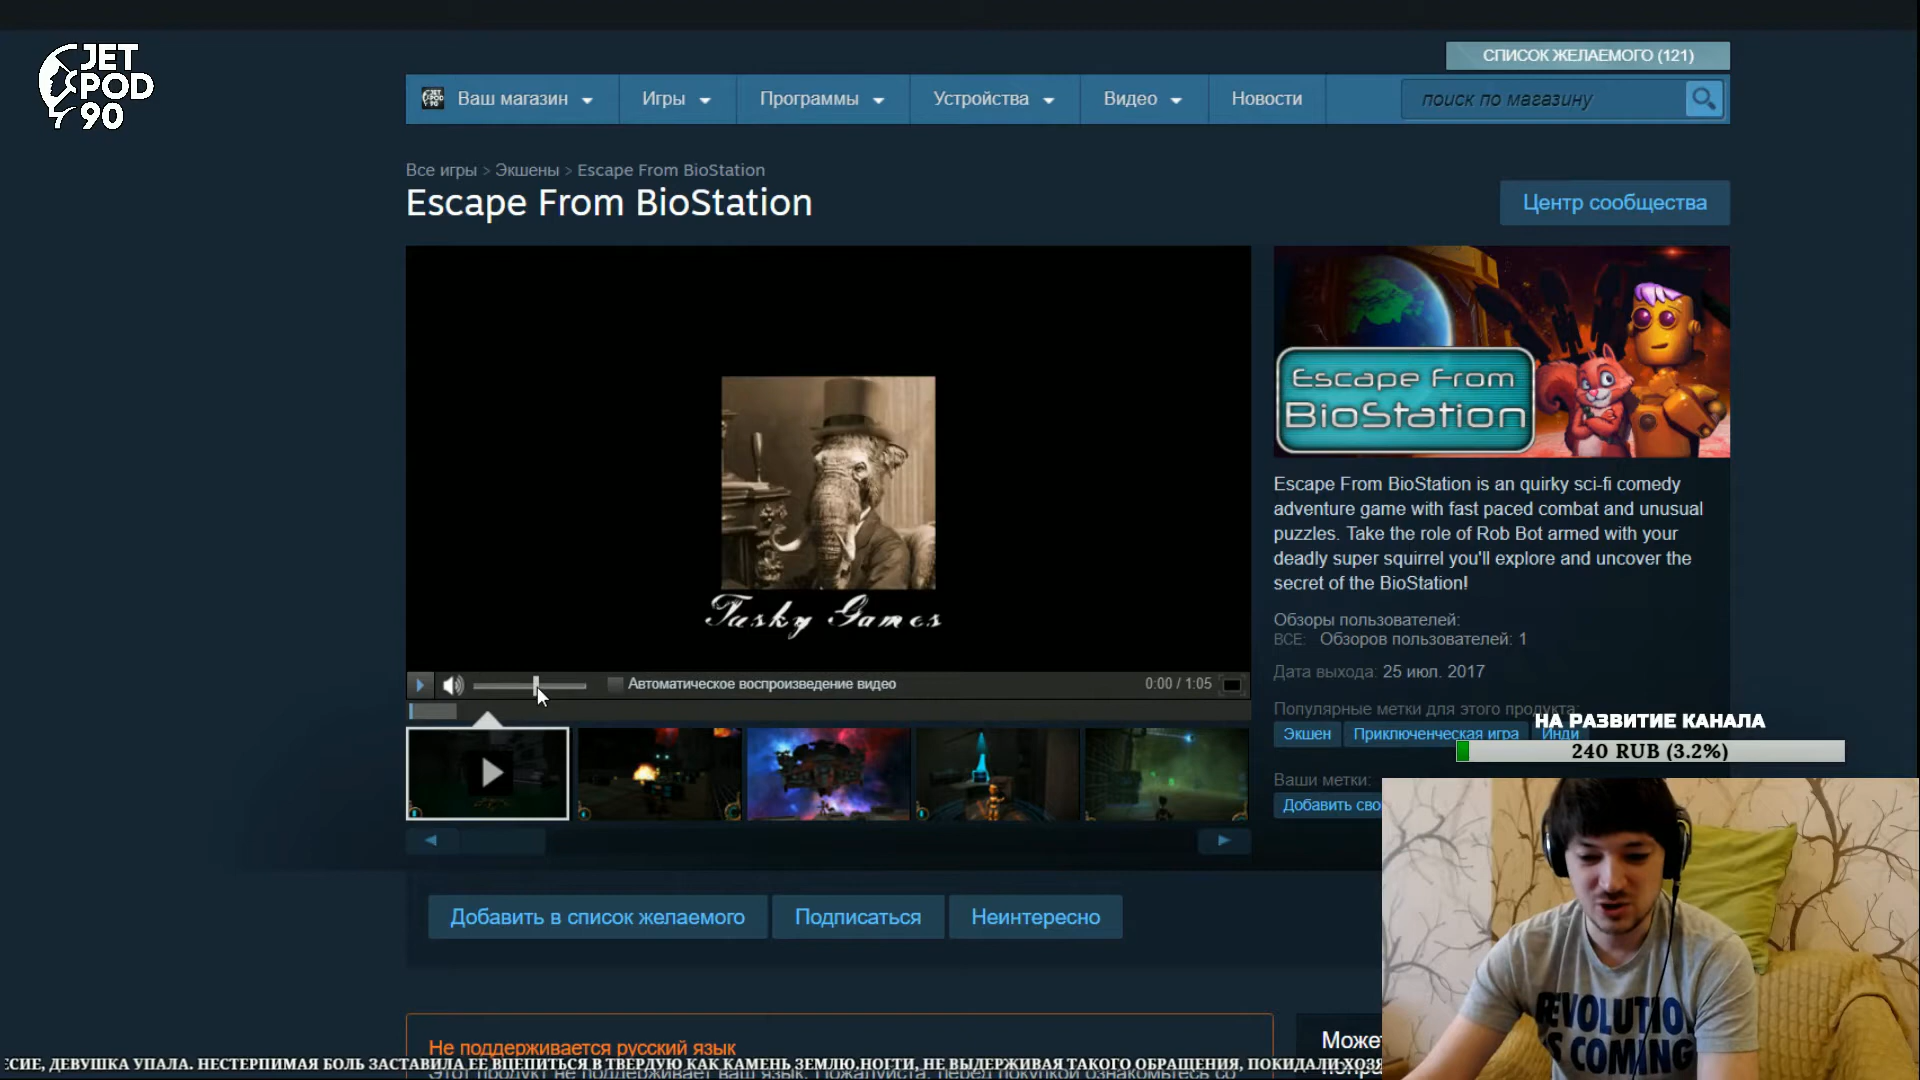 JET
POD
90
СПИСОК ЖЕЛАЕМОГО (121)
Ваш магазин
Игры
Программы
Устройства
Видео
Новости
поиск по магазину
Все игры > Экшены > Escape From BioStation
Escape From BioStation
Центр сообщества
Escape From
BioStation
Tusky Games
Escape From BioStation is an quirky sci-fi comedy
adventure game with fast paced combat and unusual
puzzles. Take the role of Rob Bot armed with your
deadly super squirrel you'll explore and uncover the
secret of the BioStation!
Обзоры пользователей:
ВСЕ: Обзоров пользователей: 1
Дата выхода: 25 июл. 2017
Автоматическое воспроизведение видео
0:00 / 1:05
Популярные метки для этого продукта:
НА РАЗВИТИЕ КАНАЛА
Экшен
Приключенческая игра
Инди
240 RUB (3.2%)
Ваши метки:
Добавить сво
Добавить в список желаемого
Подписаться
Неинтересно
REVOLUTION
IS COMING
Не поддерживается русский язык
Може
СИЕ, ДЕВУШКА УПАЛА. НЕСТЕРПИМАЯ БОЛЬ ЗАСТАВИЛА ЕЕ ВПЕПИТЬСЯ В ТВЕРДУЮ КАК КАМЕНЬ ЗЕМЛЮ,НОГТИ, НЕ ВЫДЕРЖИВАЯ ТАКОГО ОБРАЩЕНИЯ, ПОКИДАЛИ ХОЗЯ